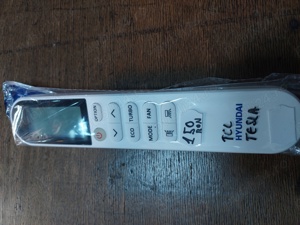 OPTION
ECO TURBO
MODE FAN
150
RON
TCL
HYUNDAI
TESLA